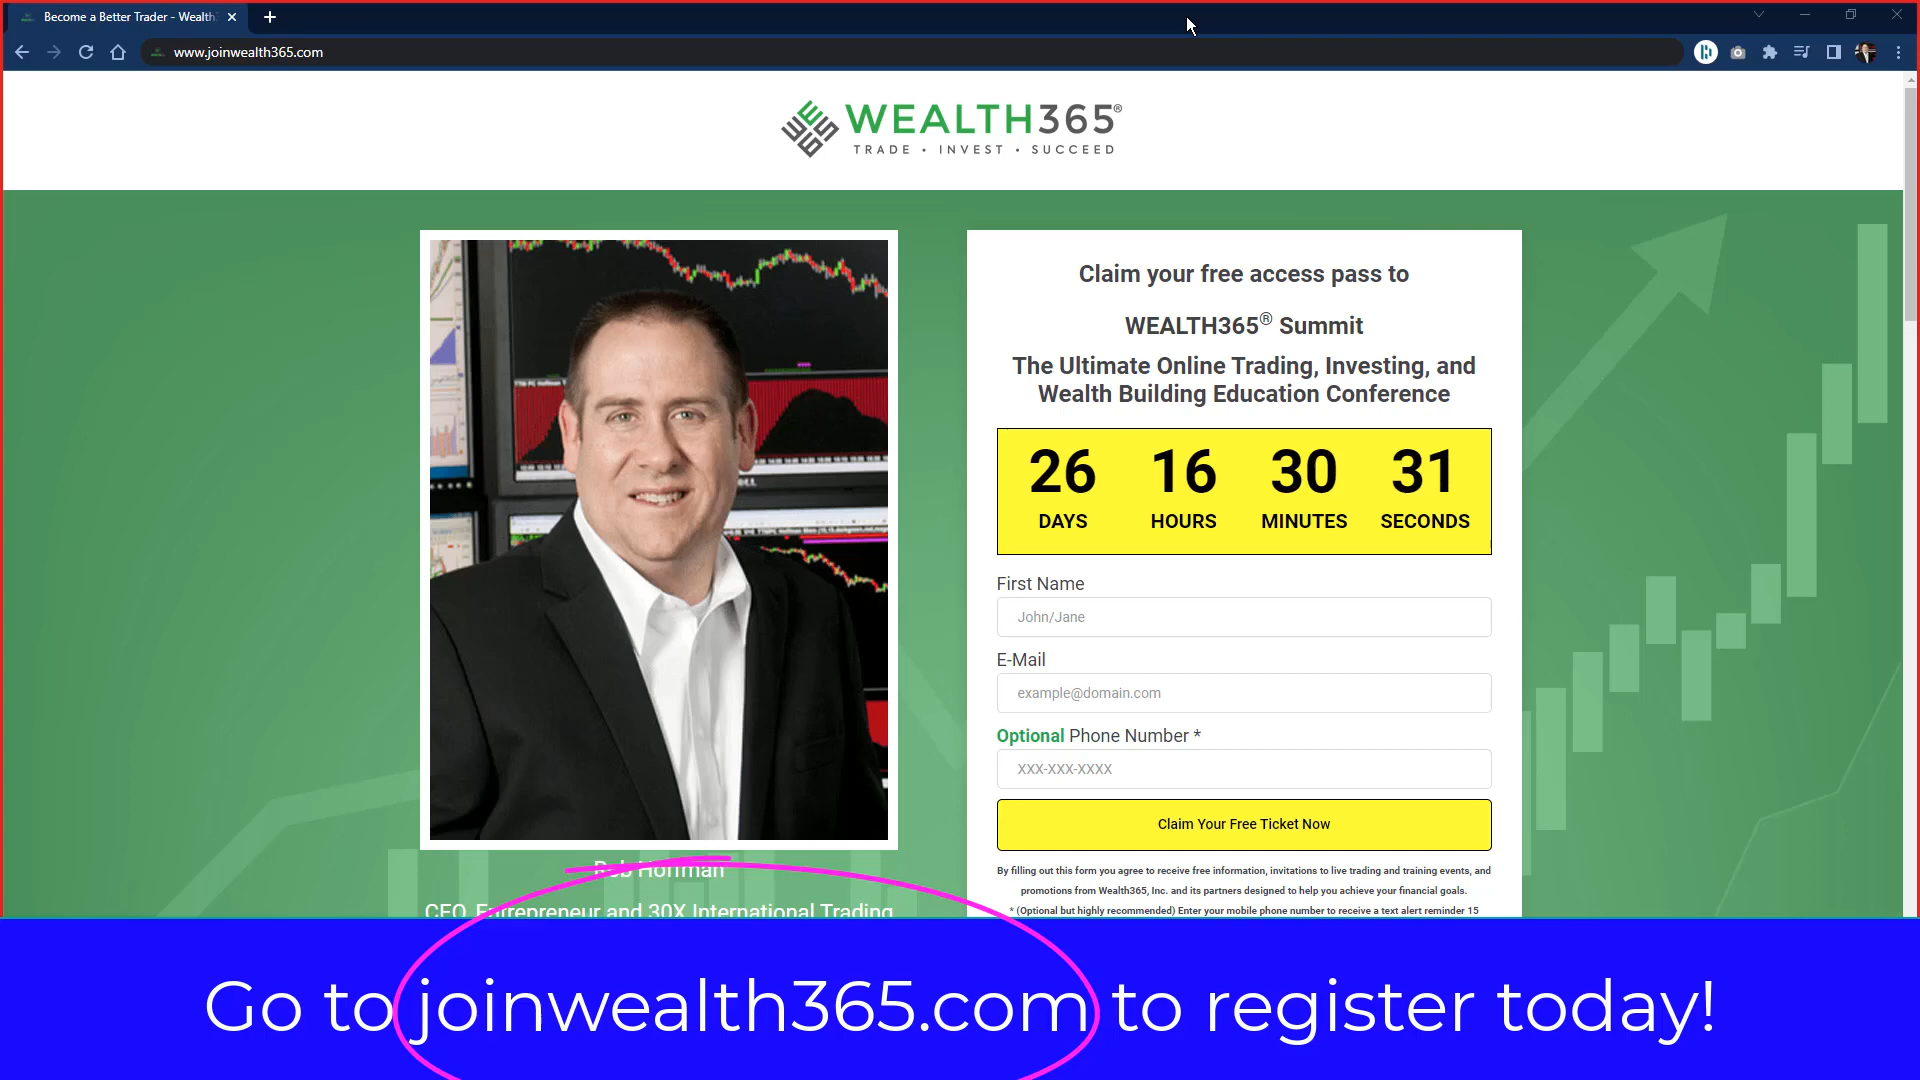 Become a Better Trader - Wealth
www.joinwealth365.com
WEALTH365®
TRADE • INVEST • SUCCEED
Rob Hoffman
CEO, Entrepreneur and 30X International Trading
Claim your free access pass to
WEALTH365® Summit
The Ultimate Online Trading, Investing, and
Wealth Building Education Conference
26 16 30 31
DAYS HOURS MINUTES SECONDS
First Name
John/Jane
E-Mail
example@domain.com
Optional Phone Number *
XXX-XXX-XXXX
Claim Your Free Ticket Now
By filling out this form you agree to receive free information, invitations to live trading and training events, and
promotions from Wealth365, Inc. and its partners designed to help you achieve your financial goals.
* (Optional but highly recommended) Enter your mobile phone number to receive a text alert reminder 15
Go to joinwealth365.com to register today!